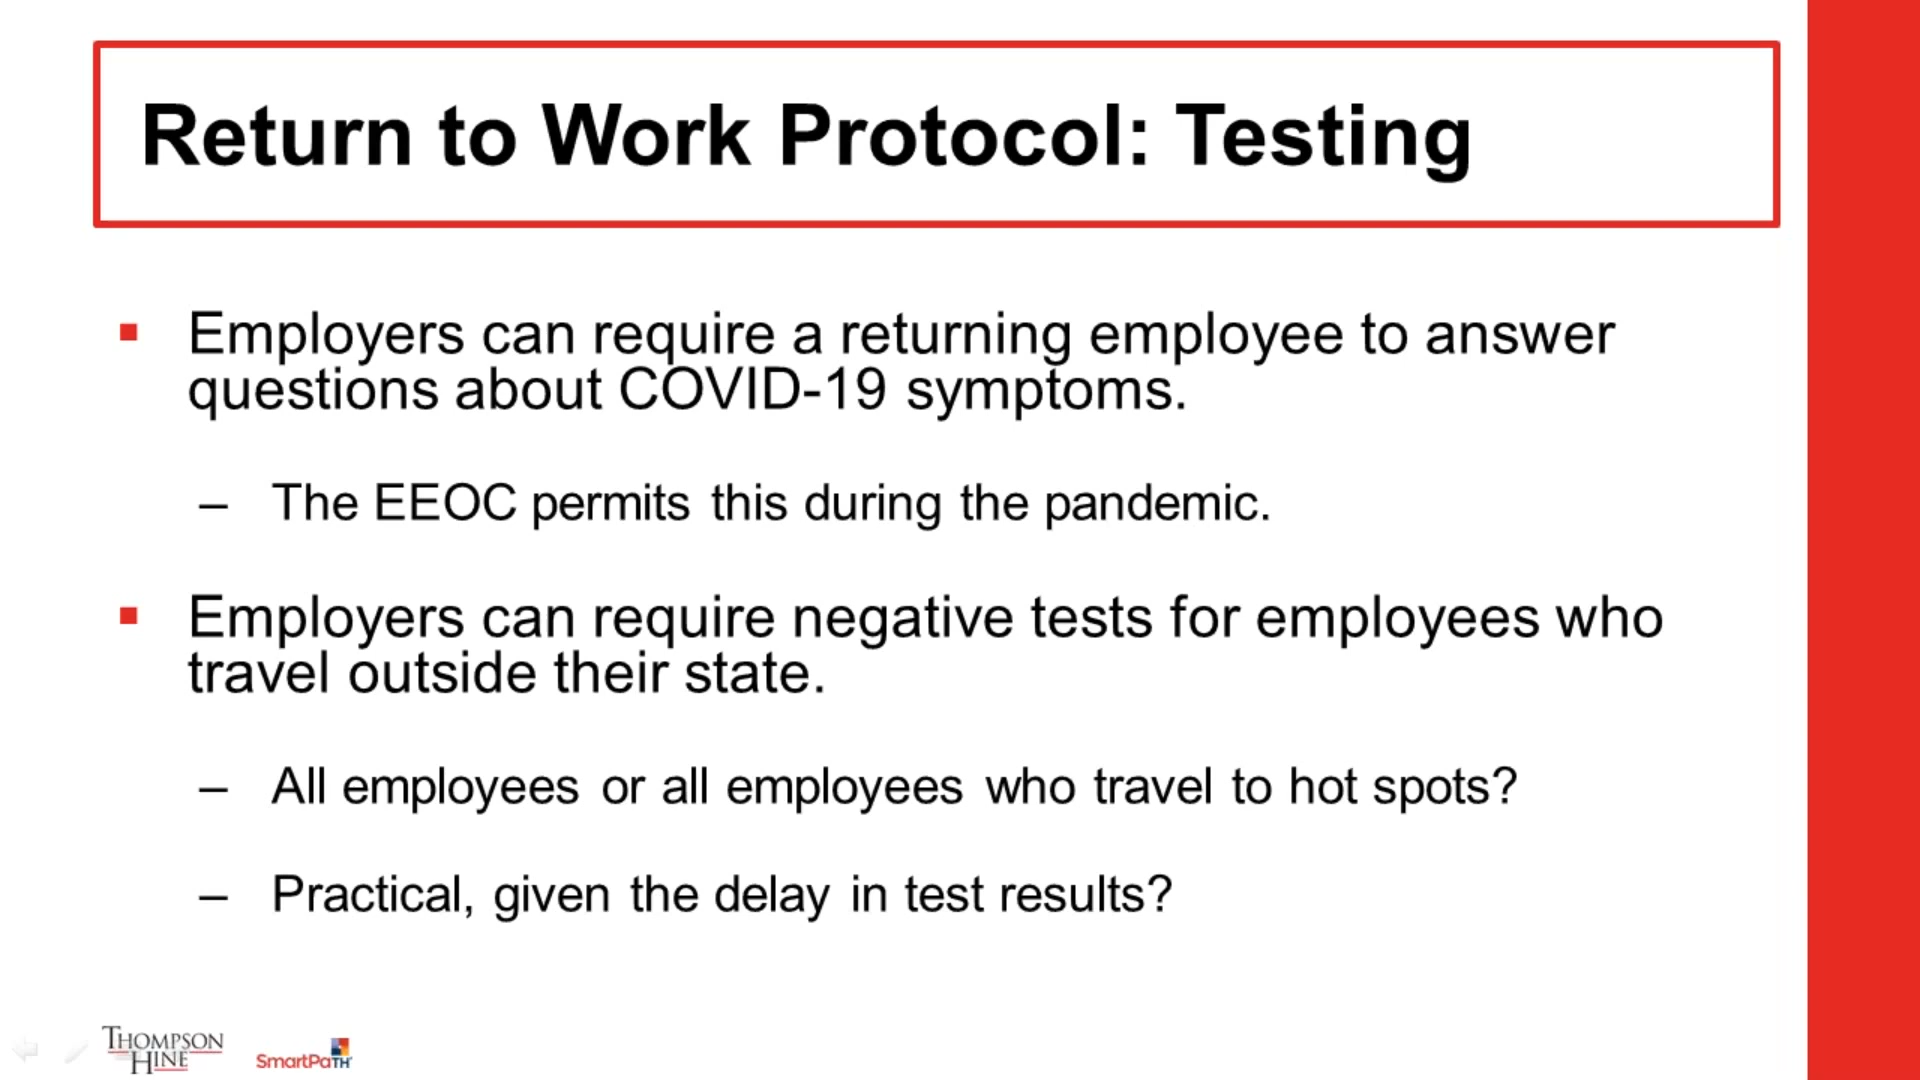 Return to Work Protocol: Testing
▪ Employers can require a returning employee to answer
questions about COVID-19 symptoms.
– The EEOC permits this during the pandemic.
▪ Employers can require negative tests for employees who
travel outside their state.
– All employees or all employees who travel to hot spots?
– Practical, given the delay in test results?
THOMPSON
HINE
SmartPaTH